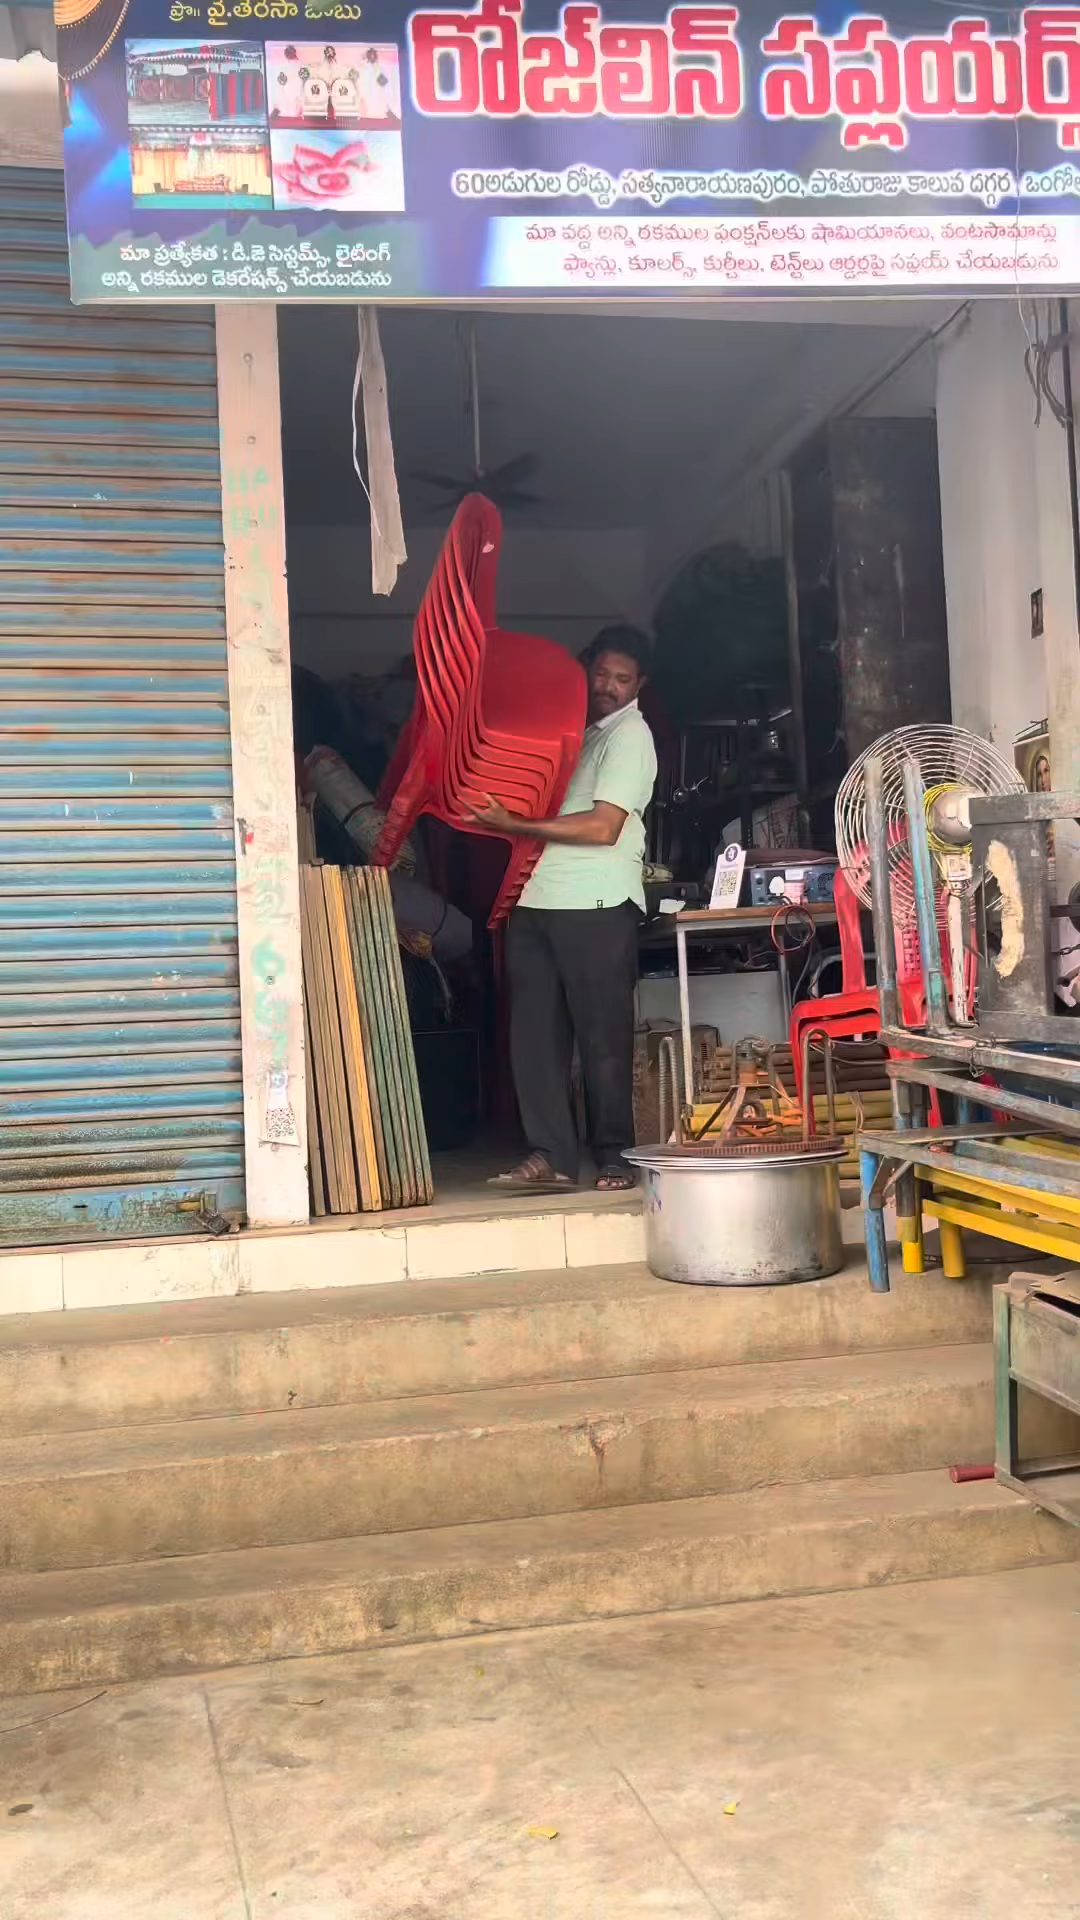 ప్రొ॥ వై.తెరసా
రోజ్‌లిన్ సప్లయర్స్
60అడుగుల రోడ్డు, సత్యనారాయణపురం, పోతురాజు కాలువ దగ్గర, ఒంగోలు
మా ప్రత్యేకత : డి.జె సిస్టమ్స్, లైటింగ్
అన్ని రకముల డెకరేషన్స్ చేయబడును
మా వద్ద అన్ని రకముల ఫంక్షన్‌లకు షామియానలు, వంటసామాన్లు
ఫ్యాన్లు, కూలర్స్, కుర్చీలు, టెన్ట్‌లు ఆర్డర్లపై సప్లయ్ చేయబడును